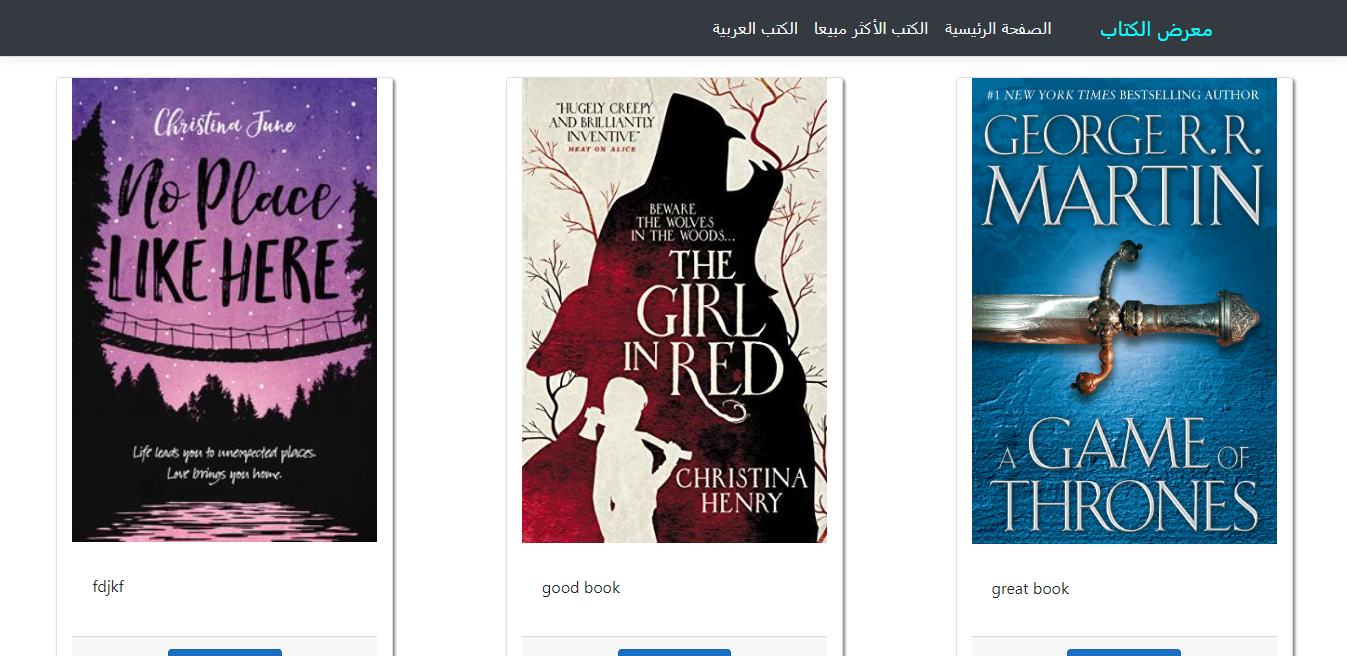 معرض الكتاب
الصفحة الرئيسية
الكتب الأكثر مبيعا
الكتب العربية
Christina June
No Place
LIKE HERE
Life leads you to unexpected places.
Love brings you home.
fdjkf
"HUGELY CREEPY
AND BRILLIANTLY
INVENTIVE"
HEAT ON ALICE
BEWARE
THE WOLVES
IN THE WOODS...
THE
GIRL
IN RED
CHRISTINA
HENRY
good book
#1 NEW YORK TIMES BESTSELLING AUTHOR
GEORGE R.R.
MARTIN
A GAME OF
THRONES
great book